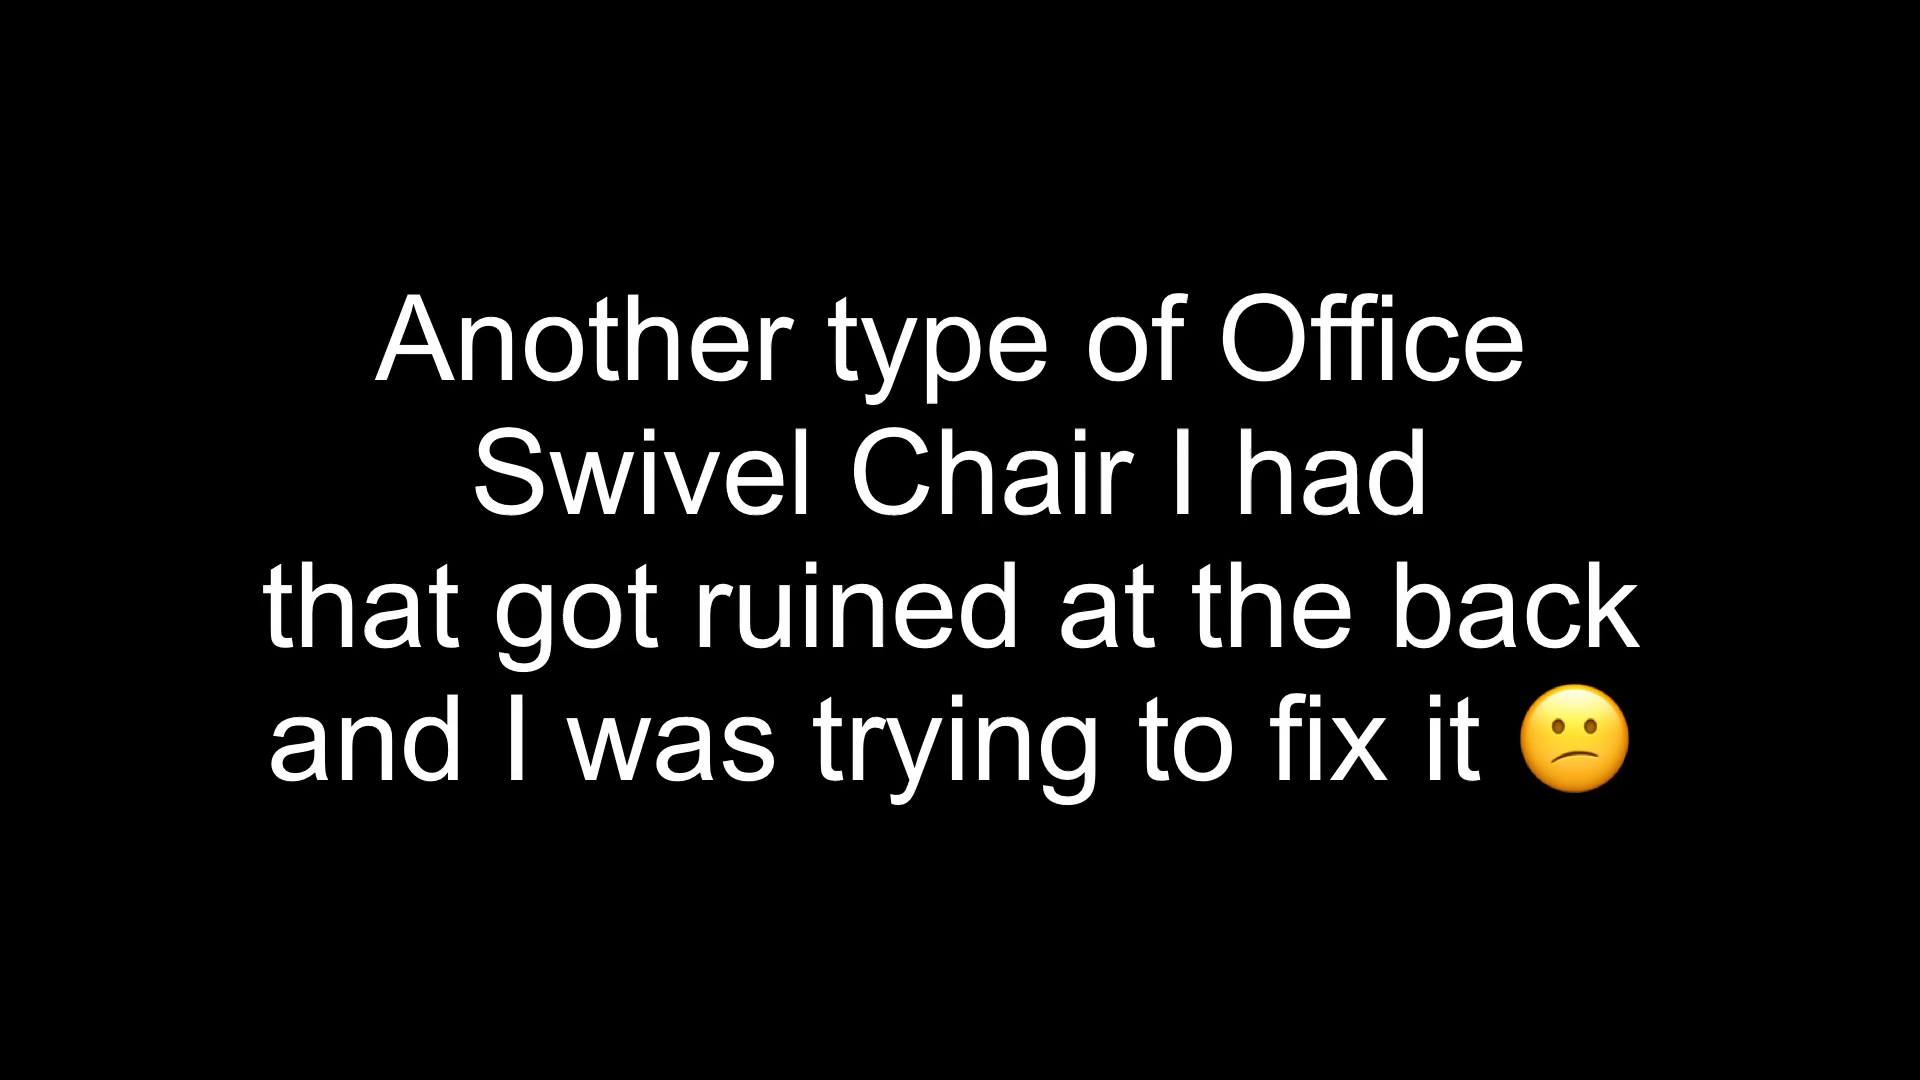 Another type of Office
Swivel Chair I had
that got ruined at the back
and I was trying to fix it 😕